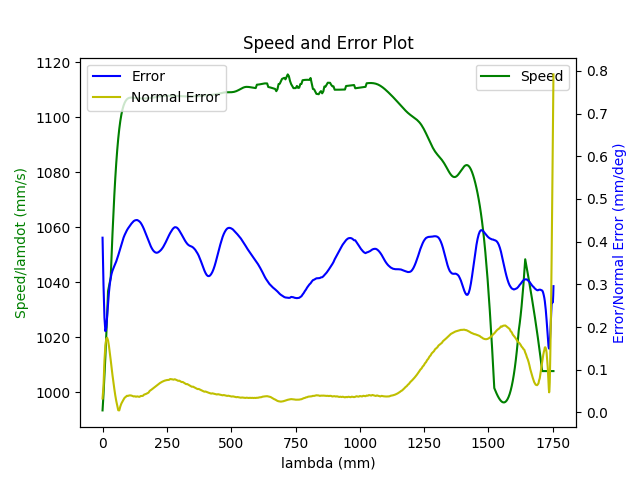 Speed and Error Plot
Error
Normal Error
Speed
1120
1100
1080
1060
1040
1020
1000
Speed/lamdot (mm/s)
0.8
0.7
0.6
0.5
0.4
0.3
0.2
0.1
0.0
Error/Normal Error (mm/deg)
0 250 500 750 1000 1250 1500 1750
lambda (mm)